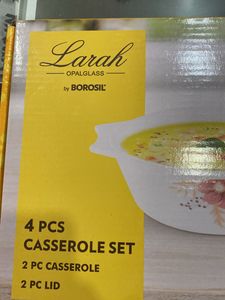 Larah
OPALGLASS
by BOROSIL
4 PCS
CASSEROLE SET
2 PC CASSEROLE
2 PC LID